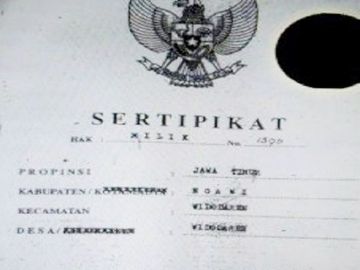 SERTIPIKAT
HAK : MILIK No. 1390
PROPINSI : JAWA TIMUR
KABUPATEN/ : NGAWI
KECAMATAN : WIDODAREN
DESA/ : WIDODAREN